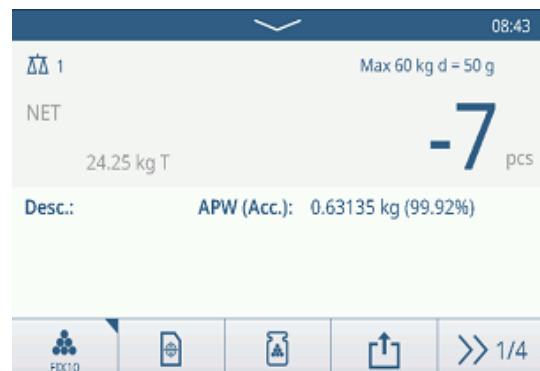 08:43
1 Max 60 kg d = 50 g
NET
-7 pcs
24.25 kg T
Desc.: APW (Acc.): 0.63135 kg (99.92%)
FIX10 1/4